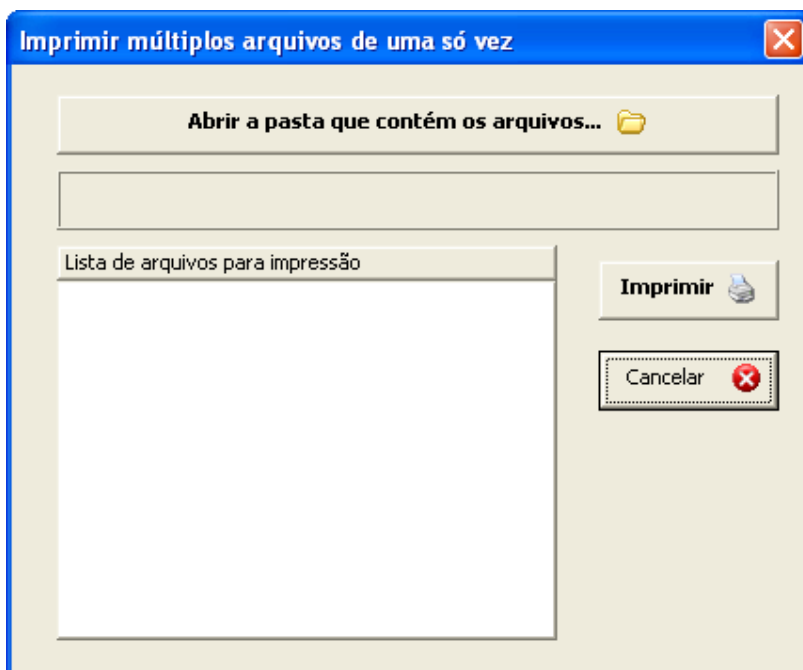 Imprimir múltiplos arquivos de uma só vez
Abrir a pasta que contém os arquivos...
Lista de arquivos para impressão
Imprimir
Cancelar